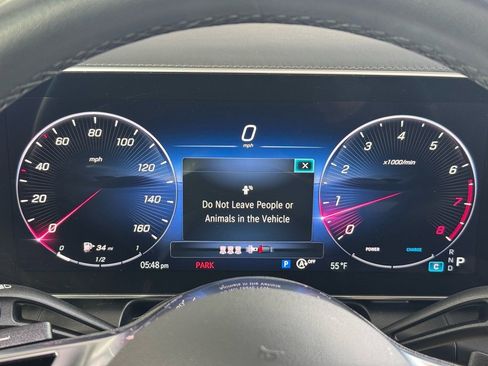 0
mph
20
40
60
80
100
120
140
160
mph
0
1/2
1
34 mi
0
1
2
3
4
5
6
7
8
x1000/min
POWER
CHARGE
Do Not Leave People or
Animals in the Vehicle
05:48 pm
PARK
P
A OFF
55 °F
C
R
N
D
P